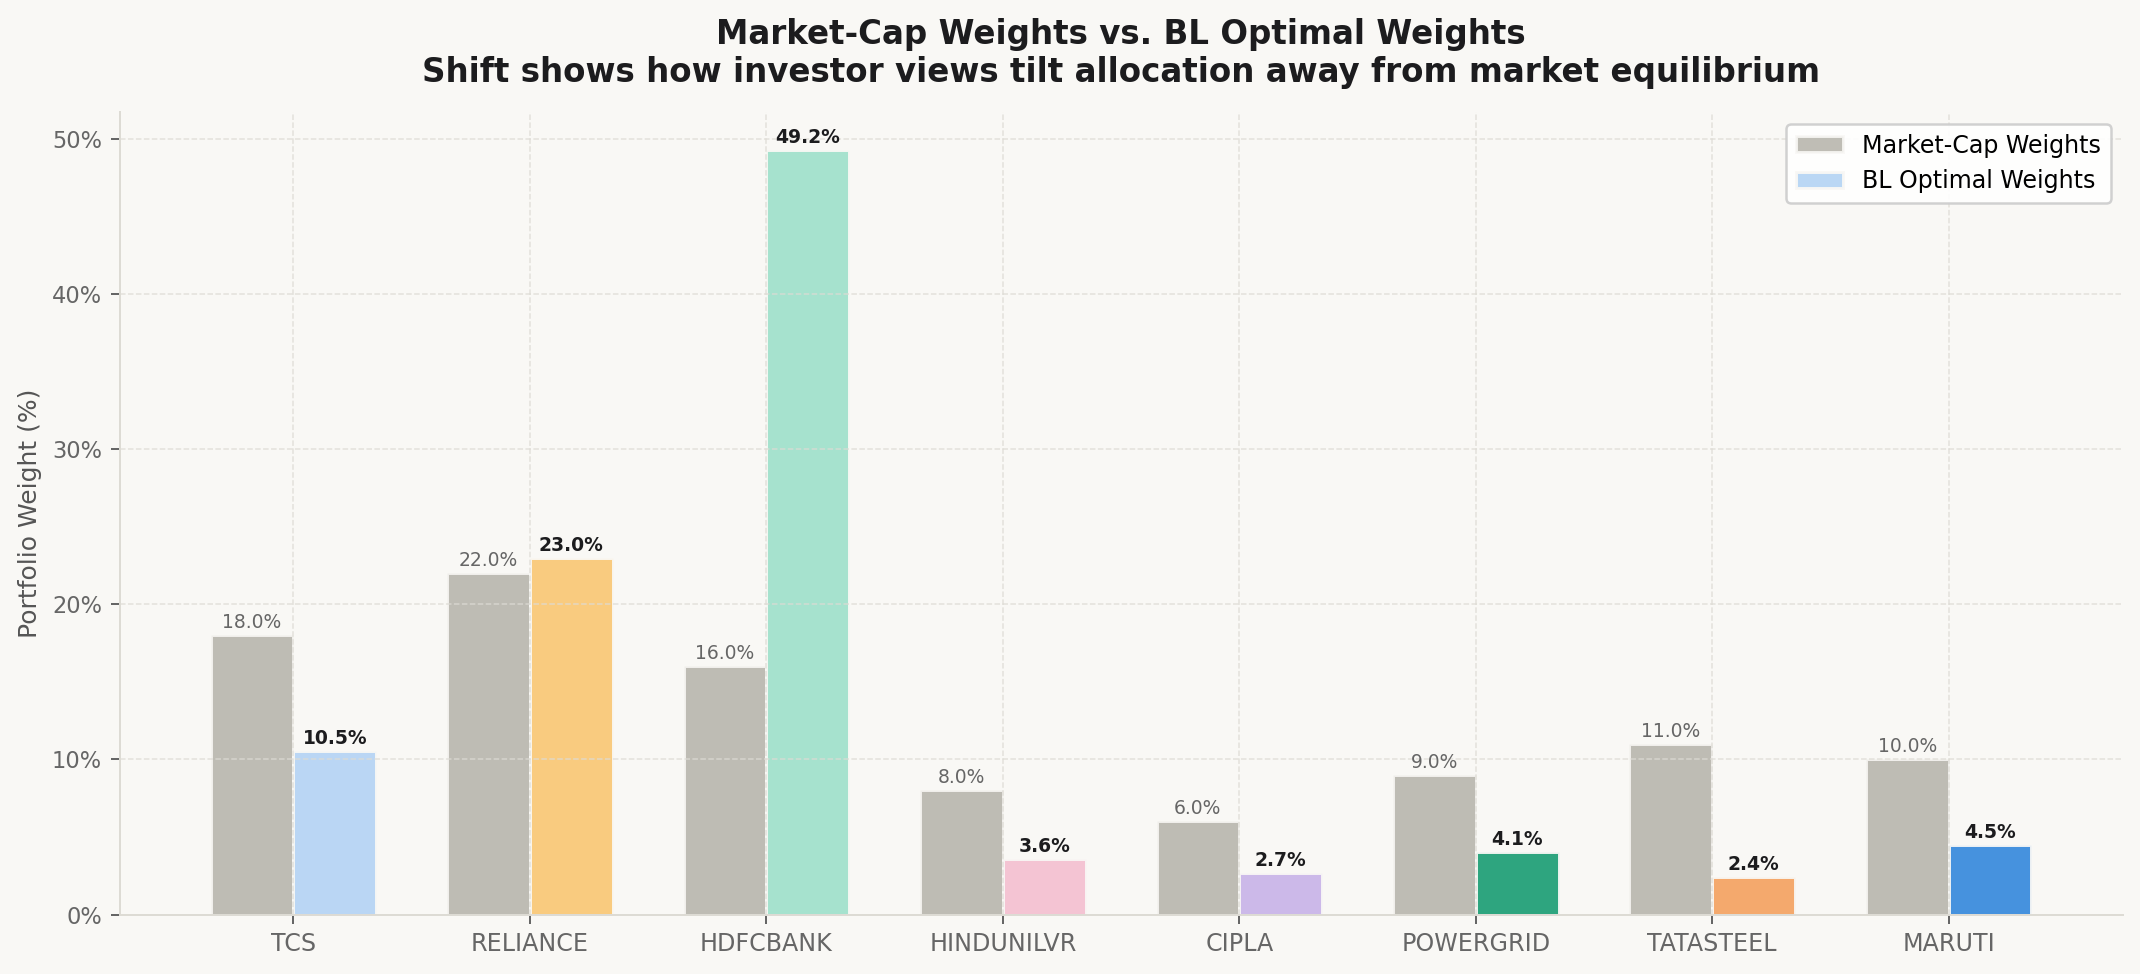 Market-Cap Weights vs. BL Optimal Weights
Shift shows how investor views tilt allocation away from market equilibrium
Market-Cap Weights
BL Optimal Weights
Portfolio Weight (%)
50%
40%
30%
20%
10%
0%
18.0%
10.5%
22.0%
23.0%
16.0%
49.2%
8.0%
3.6%
6.0%
2.7%
9.0%
4.1%
11.0%
2.4%
10.0%
4.5%
TCS
RELIANCE
HDFCBANK
HINDUNILVR
CIPLA
POWERGRID
TATASTEEL
MARUTI